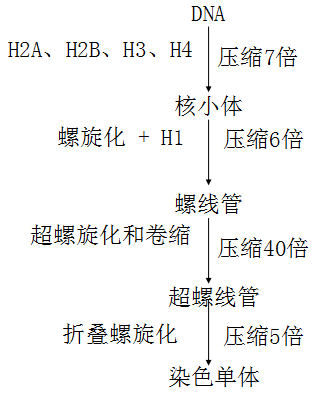 DNA
H2A、H2B、H3、H4
压缩7倍
核小体
螺旋化 + H1
压缩6倍
螺线管
超螺旋化和卷缩
压缩40倍
超螺线管
折叠螺旋化
压缩5倍
染色单体